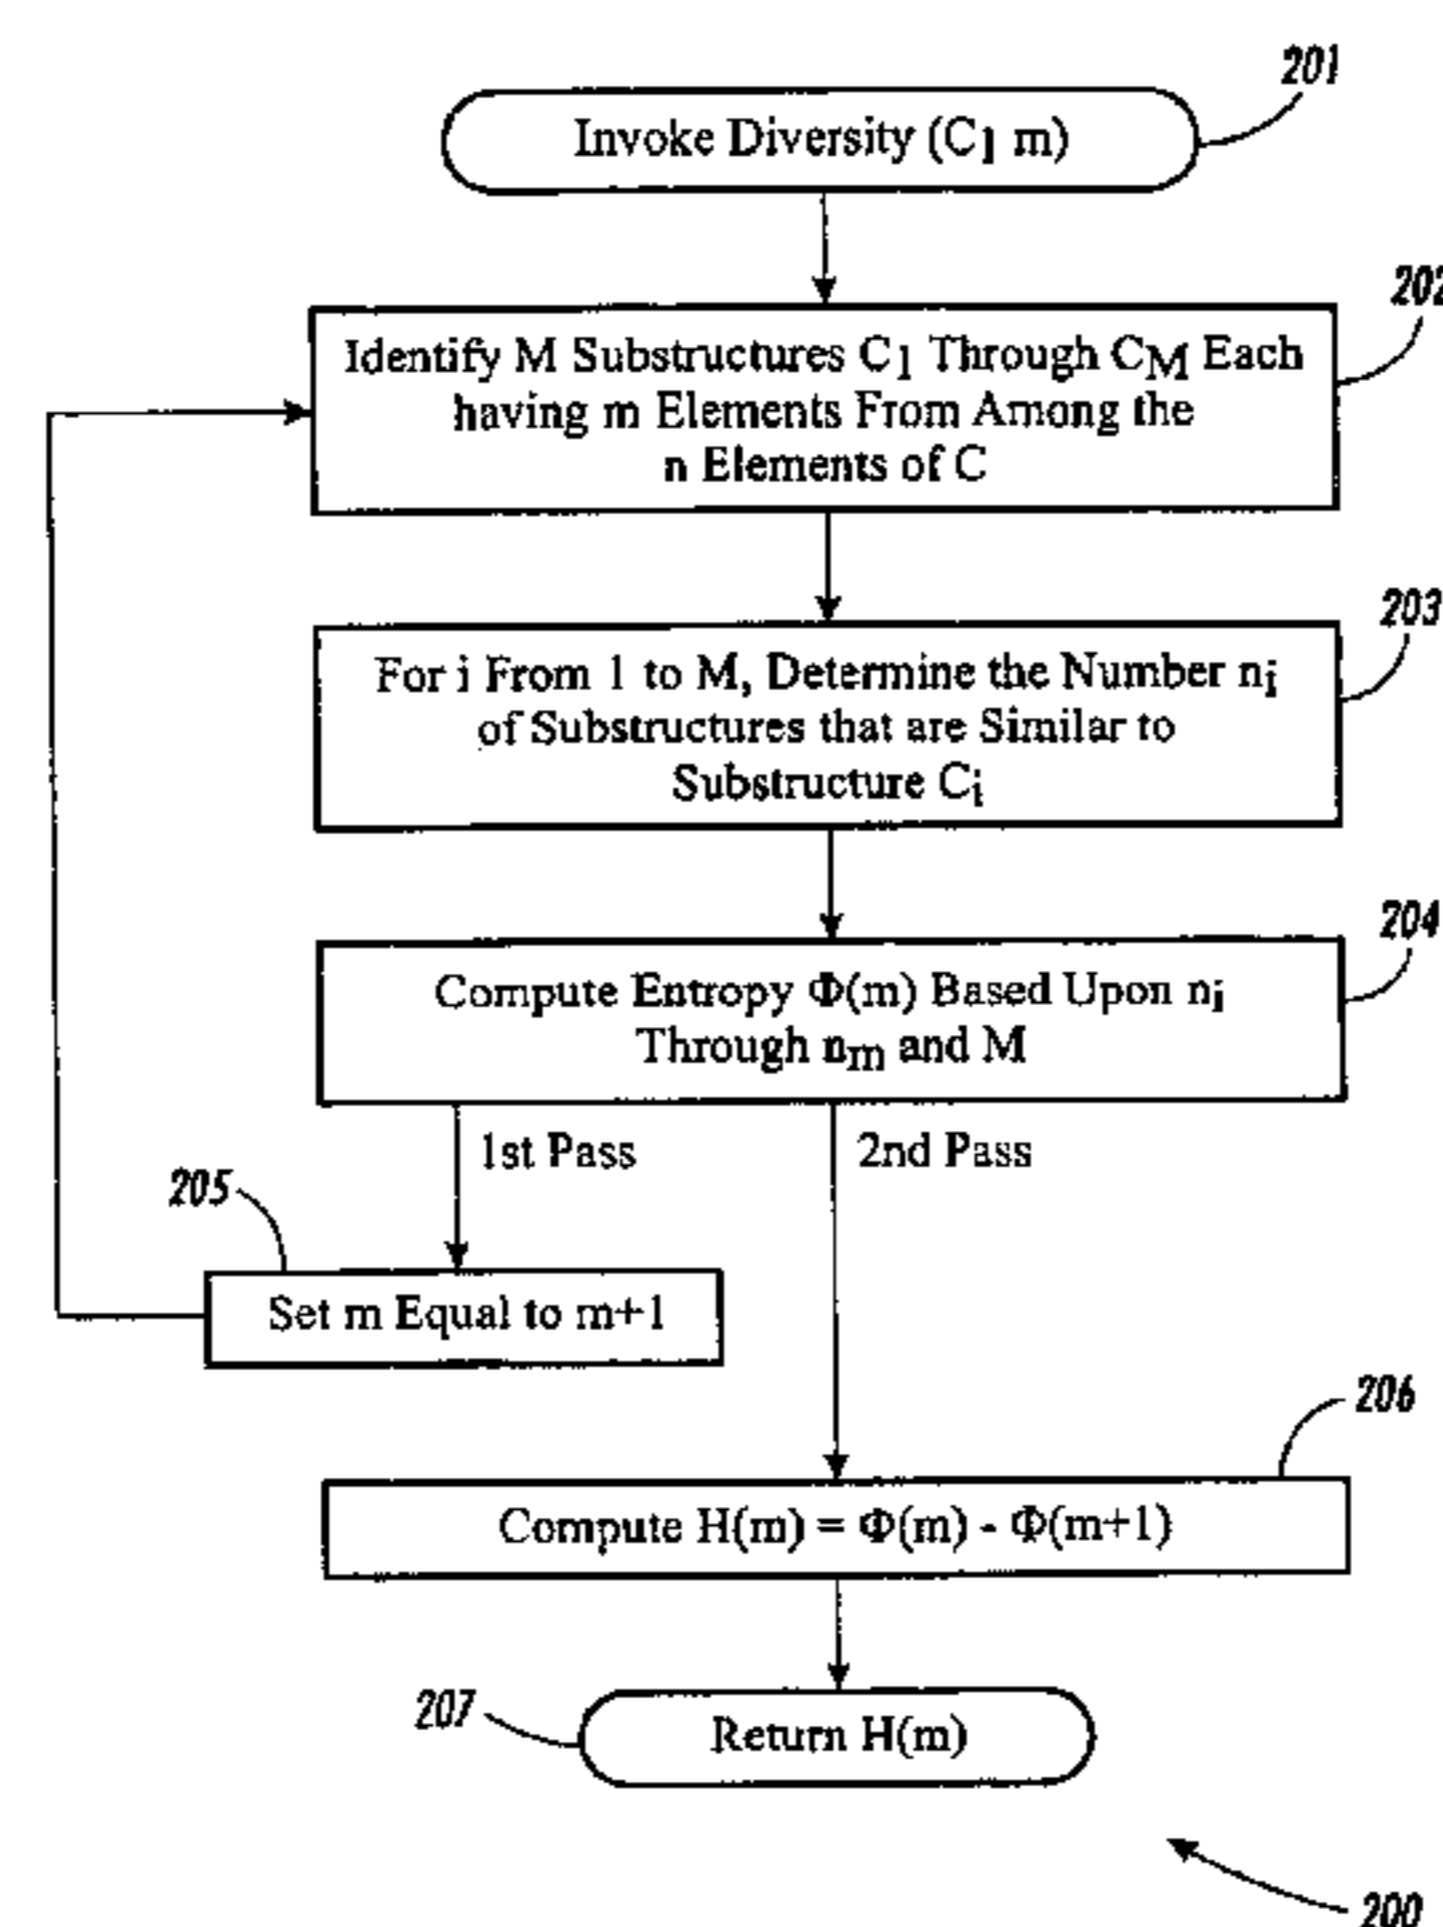 201
Invoke Diversity (C1 m)
202
Identify M Substructures C1 Through CM Each
having m Elements From Among the
n Elements of C
203
For i From 1 to M, Determine the Number ni
of Substructures that are Similar to
Substructure Ci
204
Compute Entropy Φ(m) Based Upon ni
Through nm and M
1st Pass
2nd Pass
205
Set m Equal to m+1
206
Compute H(m) = Φ(m) - Φ(m+1)
207
Return H(m)
200